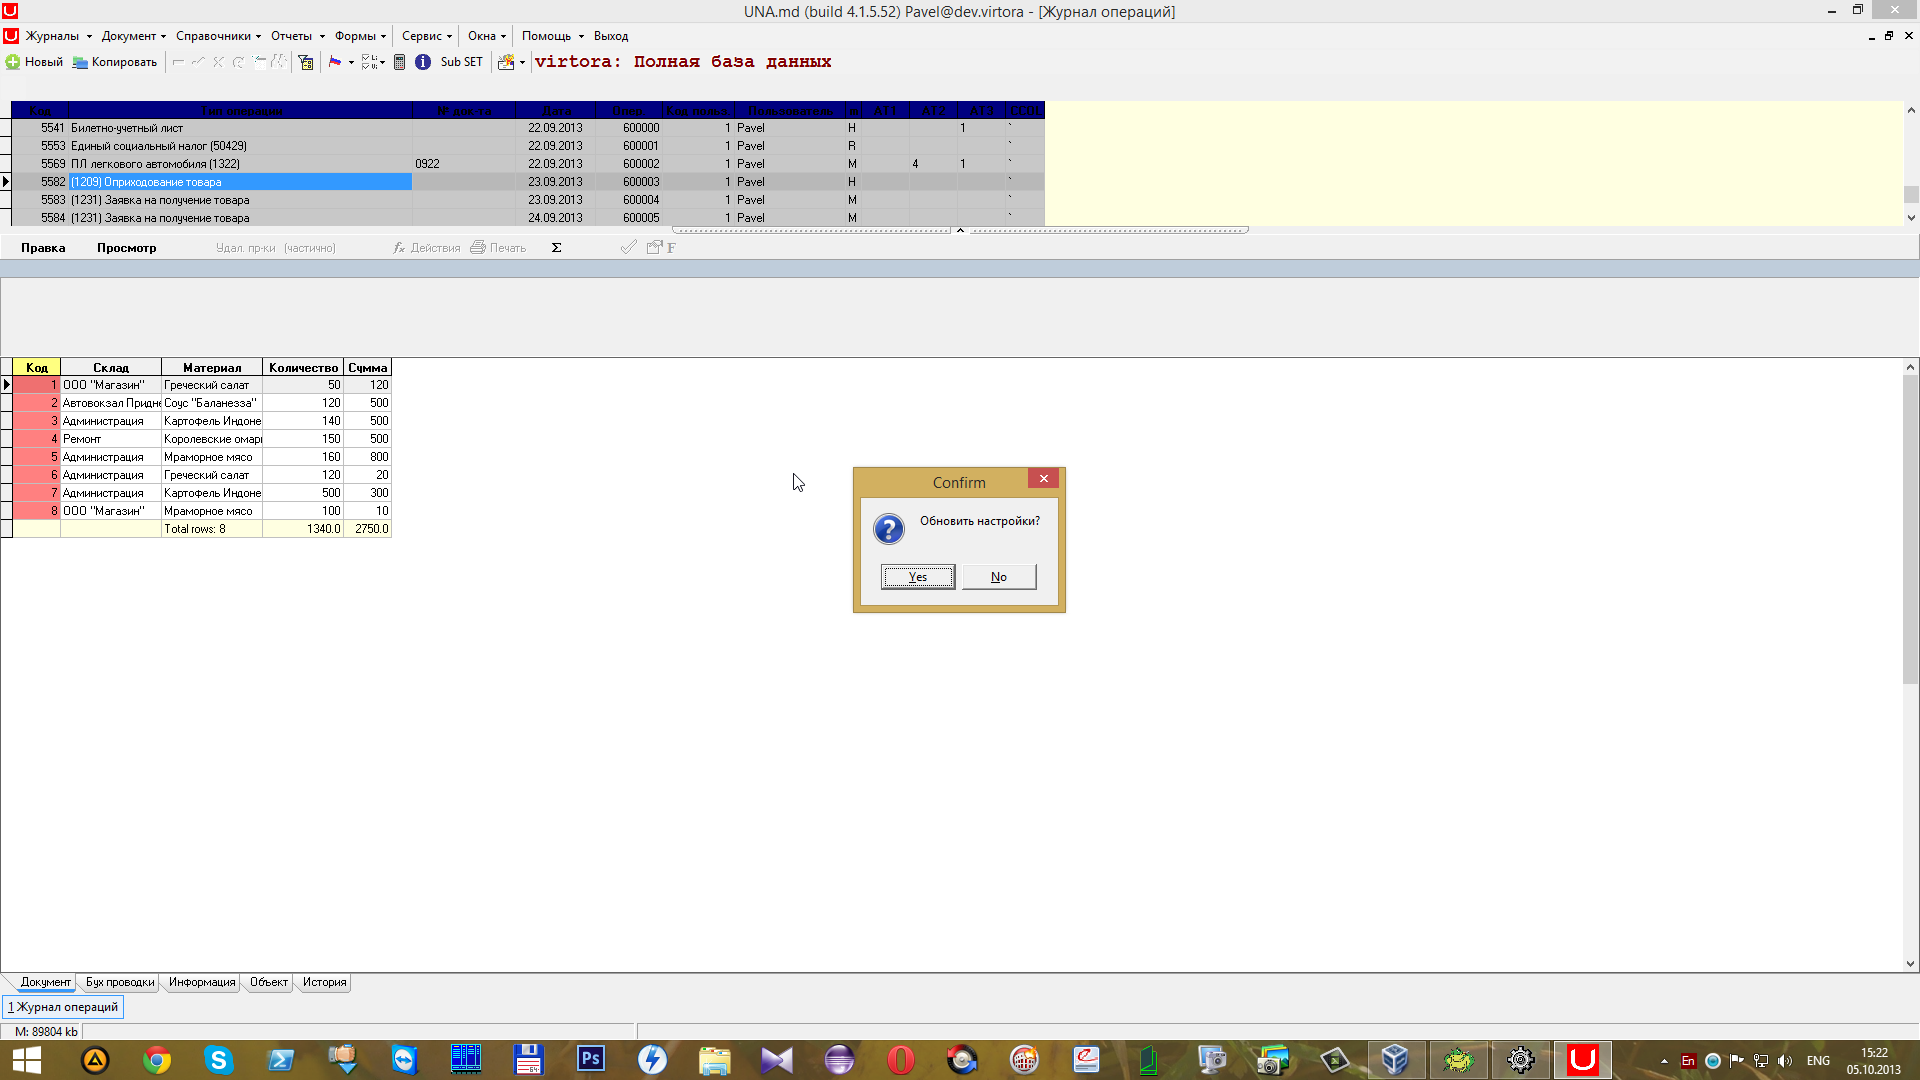 UNA.md (build 4.1.5.52) Pavel@dev.virtora - [Журнал операций]
Журналы Документ Справочники Отчеты Формы Сервис Окна Помощь Выход
Новый Копировать Sub SET virtora: Полная база данных
Код Тип операции № док-та Дата Опер. Пользователь m AT1 AT2 AT3
5541 Билетно-учетный лист 22.09.2013 600000 1 Pavel H 1 `
5553 Единый социальный налог (50429) 22.09.2013 600001 1 Pavel R `
5569 ПЛ легкового автомобиля (1322) 0922 22.09.2013 600002 1 Pavel M 4 1 `
5582 (1209) Оприходование товара 23.09.2013 600003 1 Pavel H `
5583 (1231) Заявка на получение товара 23.09.2013 600004 1 Pavel M `
5584 (1231) Заявка на получение товара 24.09.2013 600005 1 Pavel M `
Правка Просмотр Удал. пр-ки (частично) fx Действия Печать Σ F
Код Склад Материал Количество Сумма
1 ООО "Магазин" Греческий салат 50 120
2 Автовокзал Придне Соус "Баланезза" 120 500
3 Администрация Картофель Индоне 140 500
4 Ремонт Королевские омар 150 500
5 Администрация Мраморное мясо 160 800
6 Администрация Греческий салат 120 20
7 Администрация Картофель Индоне 500 300
8 ООО "Магазин" Мраморное мясо 100 10
Total rows: 8 1340.0 2750.0
Confirm
Обновить настройки?
Yes No
Документ Бух проводки Информация Объект История
1 Журнал операций
M: 89804 kb
Ps
64
En ENG 15:22
05.10.2013